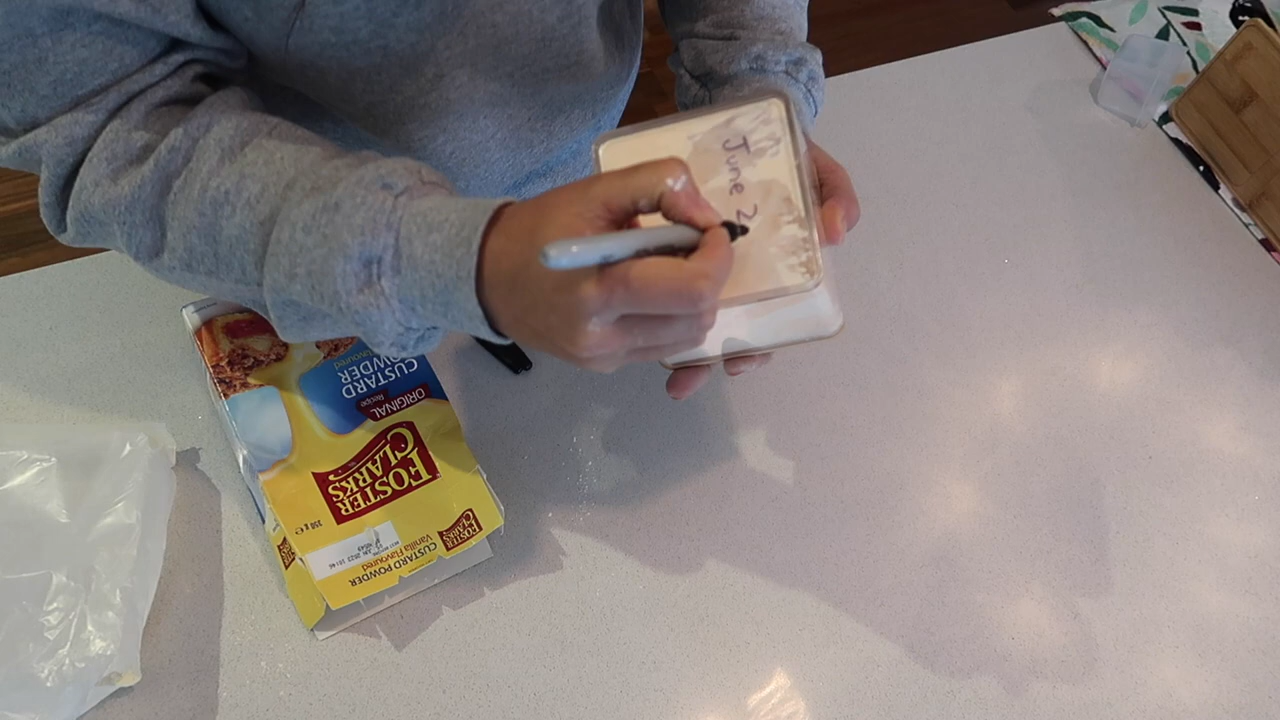 June 2
FOSTER
CLARKS
ORIGINAL
Recipe
CUSTARD
POWDER
350 g e
FOSTER
CLARKS
CUSTARD POWDER
Vanilla Flavoured